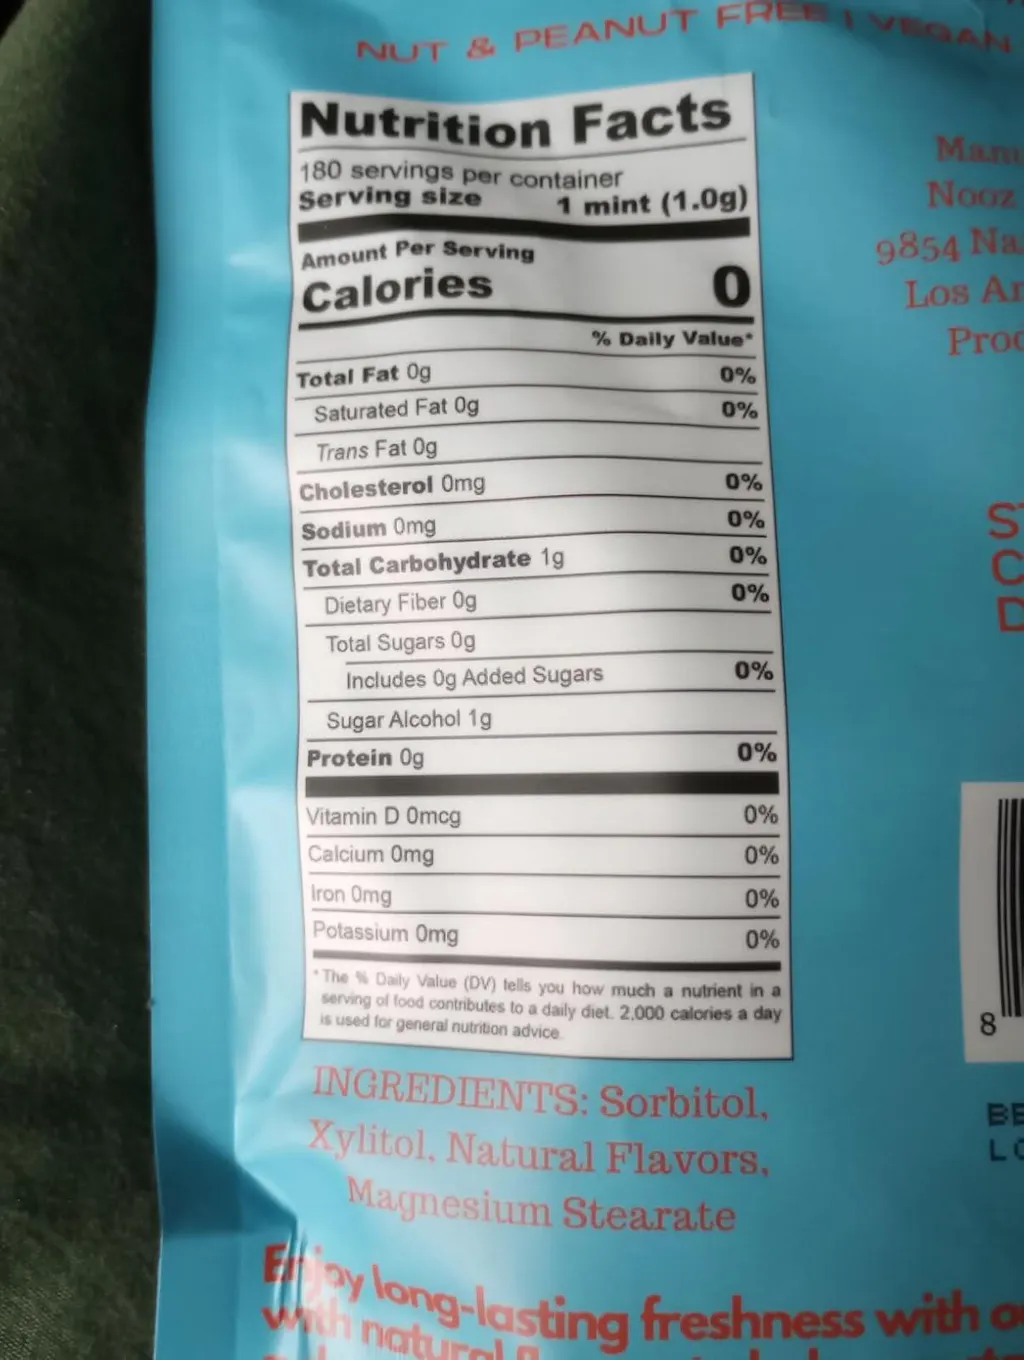 NUT & PEANUT FREE | VEGAN
Nutrition Facts
180 servings per container
Serving size 1 mint (1.0g)
Amount Per Serving
Calories 0
% Daily Value*
Total Fat 0g 0%
Saturated Fat 0g 0%
Trans Fat 0g
Cholesterol 0mg 0%
Sodium 0mg 0%
Total Carbohydrate 1g 0%
Dietary Fiber 0g 0%
Total Sugars 0g
Includes 0g Added Sugars 0%
Sugar Alcohol 1g
Protein 0g 0%
Vitamin D 0mcg 0%
Calcium 0mg 0%
Iron 0mg 0%
Potassium 0mg 0%
* The % Daily Value (DV) tells you how much a nutrient in a
serving of food contributes to a daily diet. 2,000 calories a day
is used for general nutrition advice.
INGREDIENTS: Sorbitol,
Xylitol, Natural Flavors,
Magnesium Stearate
Enjoy long-lasting freshness with
with natural
Nooz
9854
Los
8